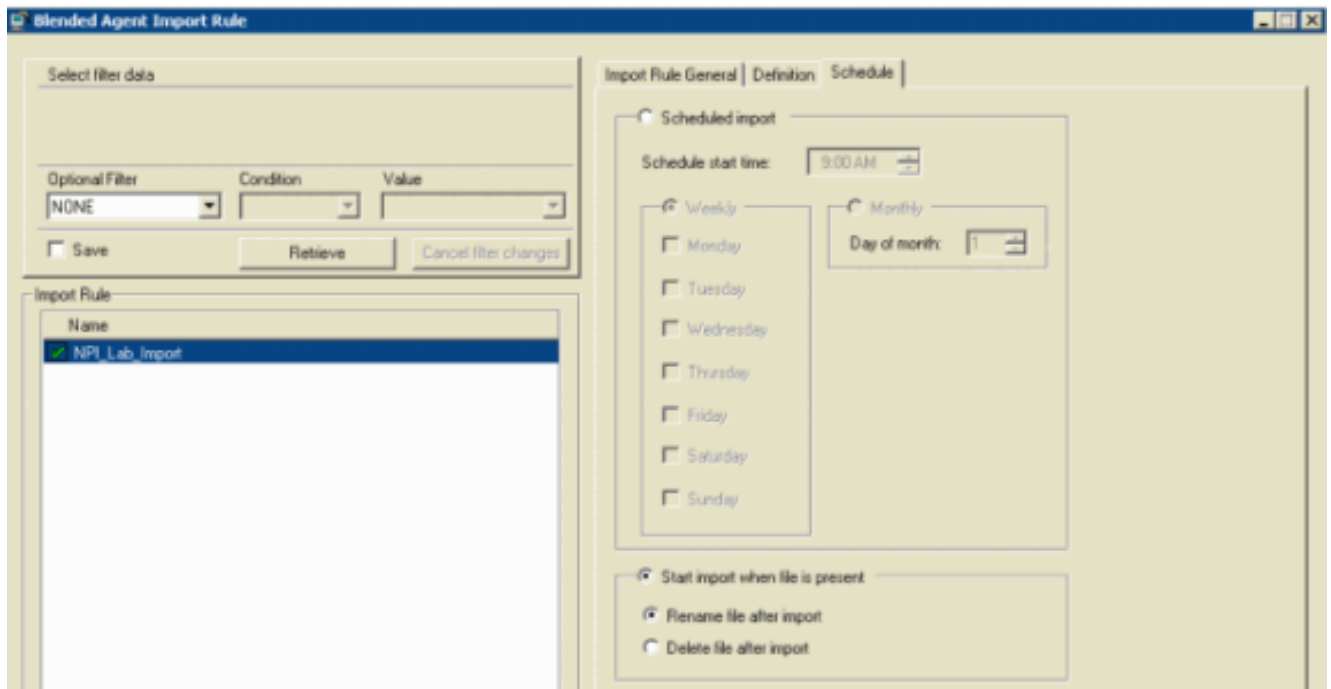 Blended Agent Import Rule
Select filter data
Optional Filter Condition Value
NONE
Save Retrieve Cancel filter changes
Import Rule
Name
NPI_Lab_Import
Import Rule General Definition Schedule
Scheduled import
Schedule start time: 9:00 AM
Weekly Monthly
Monday Day of month: 1
Tuesday
Wednesday
Thursday
Friday
Saturday
Sunday
Start import when file is present
Rename file after import
Delete file after import